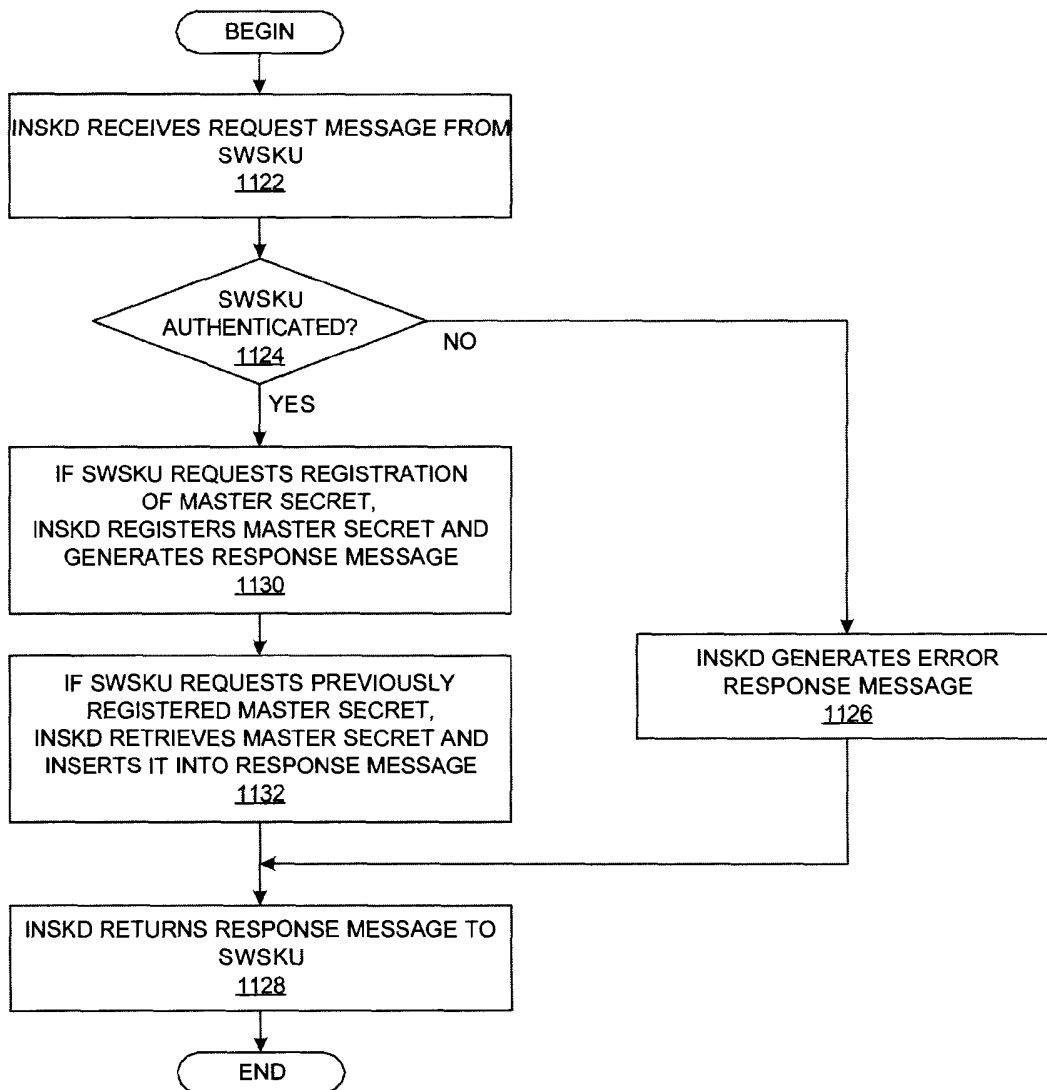 BEGIN
INSKD RECEIVES REQUEST MESSAGE FROM
SWSKU
1122
SWSKU
AUTHENTICATED?
1124
NO
YES
IF SWSKU REQUESTS REGISTRATION
OF MASTER SECRET,
INSKD REGISTERS MASTER SECRET AND
GENERATES RESPONSE MESSAGE
1130
IF SWSKU REQUESTS PREVIOUSLY
REGISTERED MASTER SECRET,
INSKD RETRIEVES MASTER SECRET AND
INSERTS IT INTO RESPONSE MESSAGE
1132
INSKD GENERATES ERROR
RESPONSE MESSAGE
1126
INSKD RETURNS RESPONSE MESSAGE TO
SWSKU
1128
END